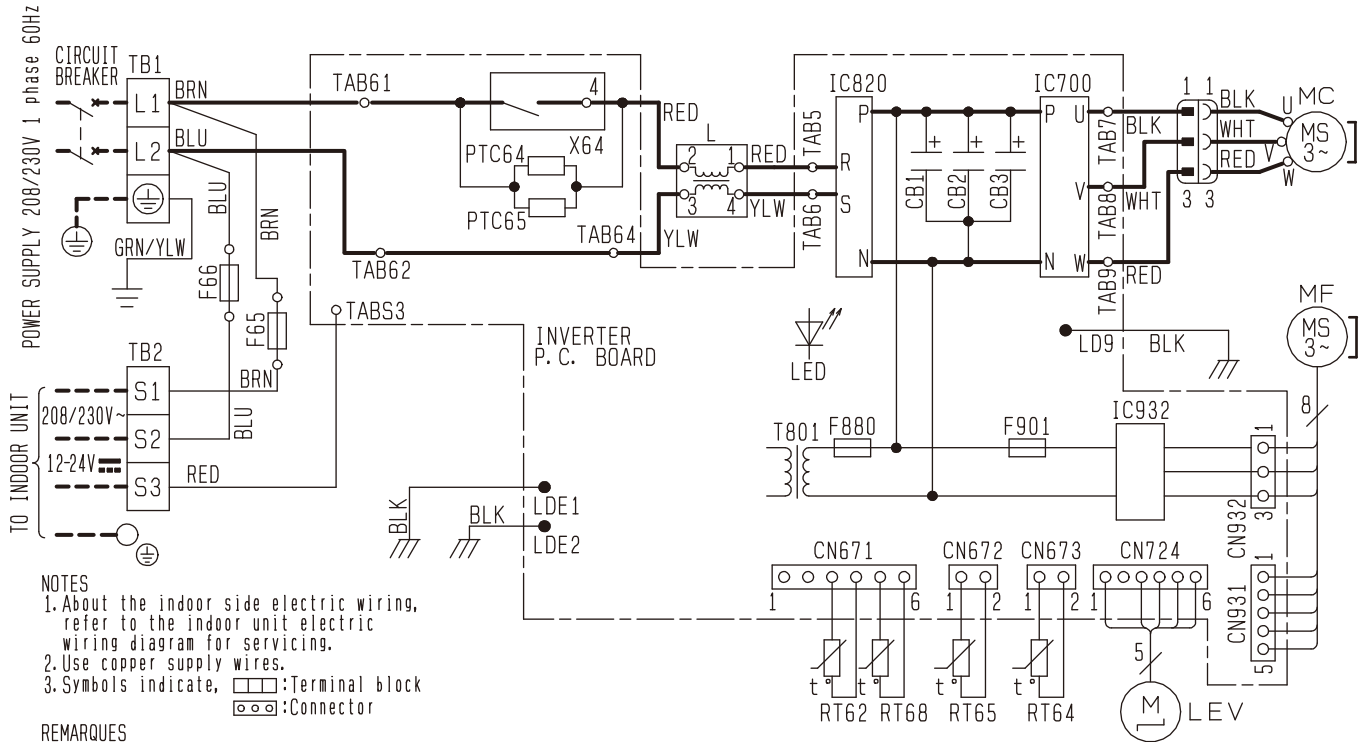 POWER SUPPLY 208/230V 1 phase 60Hz
CIRCUIT
BREAKER
TB1
L1
L2
BRN
BLU
GRN/YLW
BLU
BRN
F66
F65
TB2
S1
S2
S3
BRN
BLU
RED
TO INDOOR UNIT
208/230V~
12-24V
TAB61
TAB62
TABS3
4
X64
PTC64
PTC65
TAB64
RED
YLW
L
2 1
3 4
RED
YLW
TAB5
TAB6
IC820
P
R
S
N
CB1
CB2
CB3
+
+
+
IC700
P
N
U
V
W
TAB7
TAB8
TAB9
BLK
WHT
RED
1 1
3 3
BLK
WHT
RED
U
V
W
MC
MS
3~
MF
MS
3~
8
INVERTER
P.C. BOARD
LED
LD9
BLK
T801
F880
F901
IC932
1
3
CN932
1
5
CN931
BLK
BLK
LDE1
LDE2
CN671
1
6
CN672
1
2
CN673
1
2
CN724
1
6
t°
t°
t°
t°
RT62
RT68
RT65
RT64
5
M
LEV
NOTES
1. About the indoor side electric wiring,
refer to the indoor unit electric
wiring diagram for servicing.
2. Use copper supply wires.
3. Symbols indicate, :Terminal block
:Connector
REMARQUES